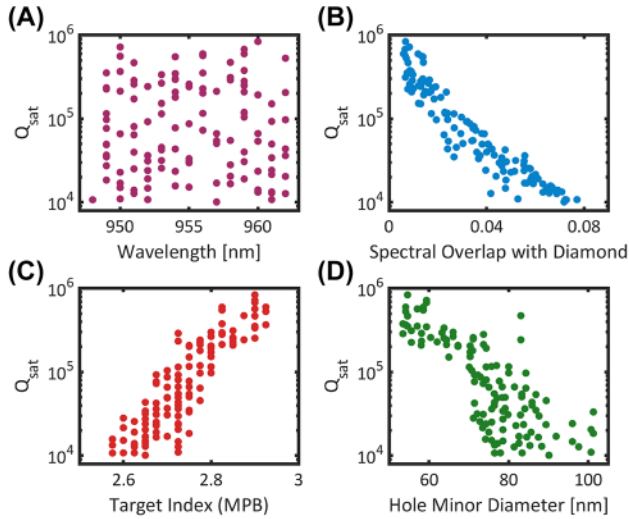 (A)
10^6
10^5
10^4
Q_sat
950
955
960
Wavelength [nm]
(B)
10^6
10^5
10^4
Q_sat
0
0.04
0.08
Spectral Overlap with Diamond
(C)
10^6
10^5
10^4
Q_sat
2.6
2.8
3
Target Index (MPB)
(D)
10^6
10^5
10^4
Q_sat
60
80
100
Hole Minor Diameter [nm]